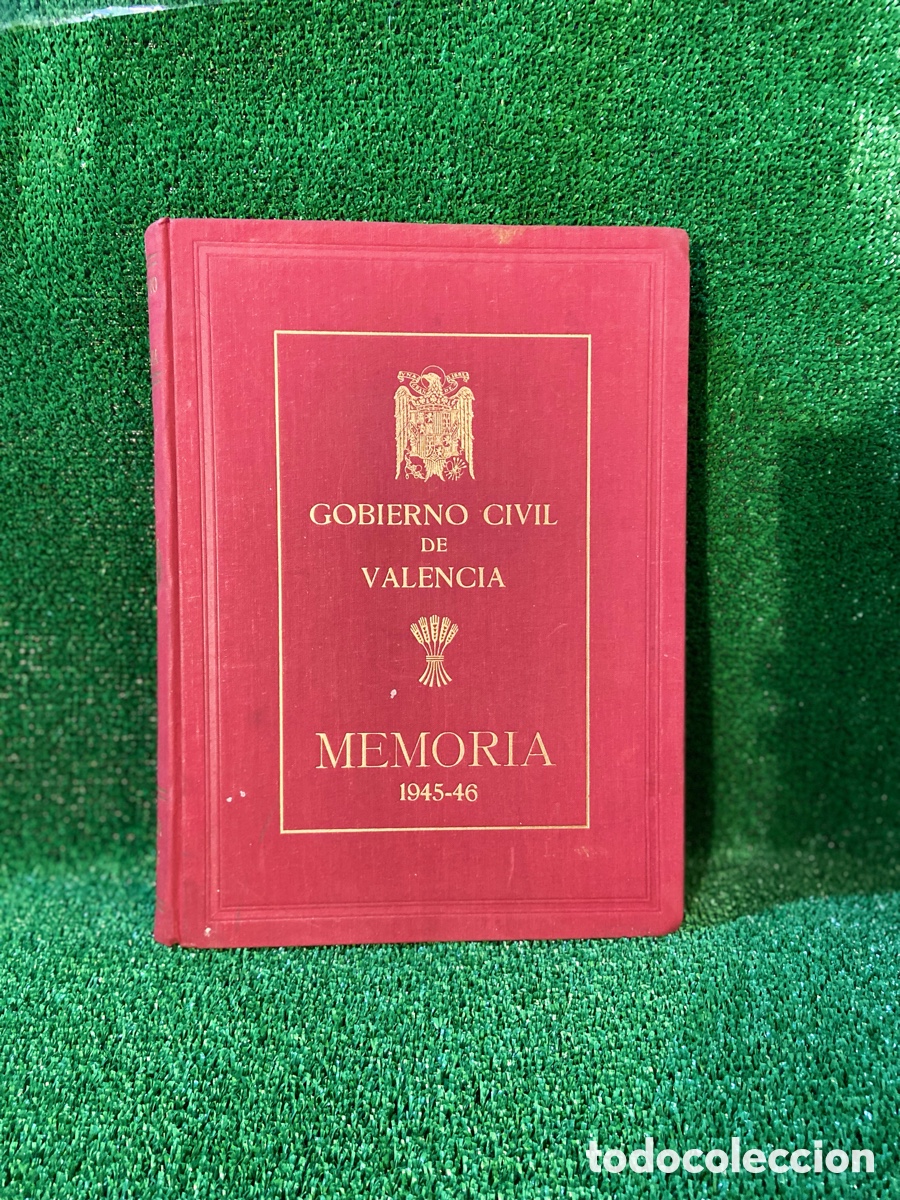 GOBIERNO CIVIL
DE
VALENCIA
MEMORIA
1945-46
todocoleccion